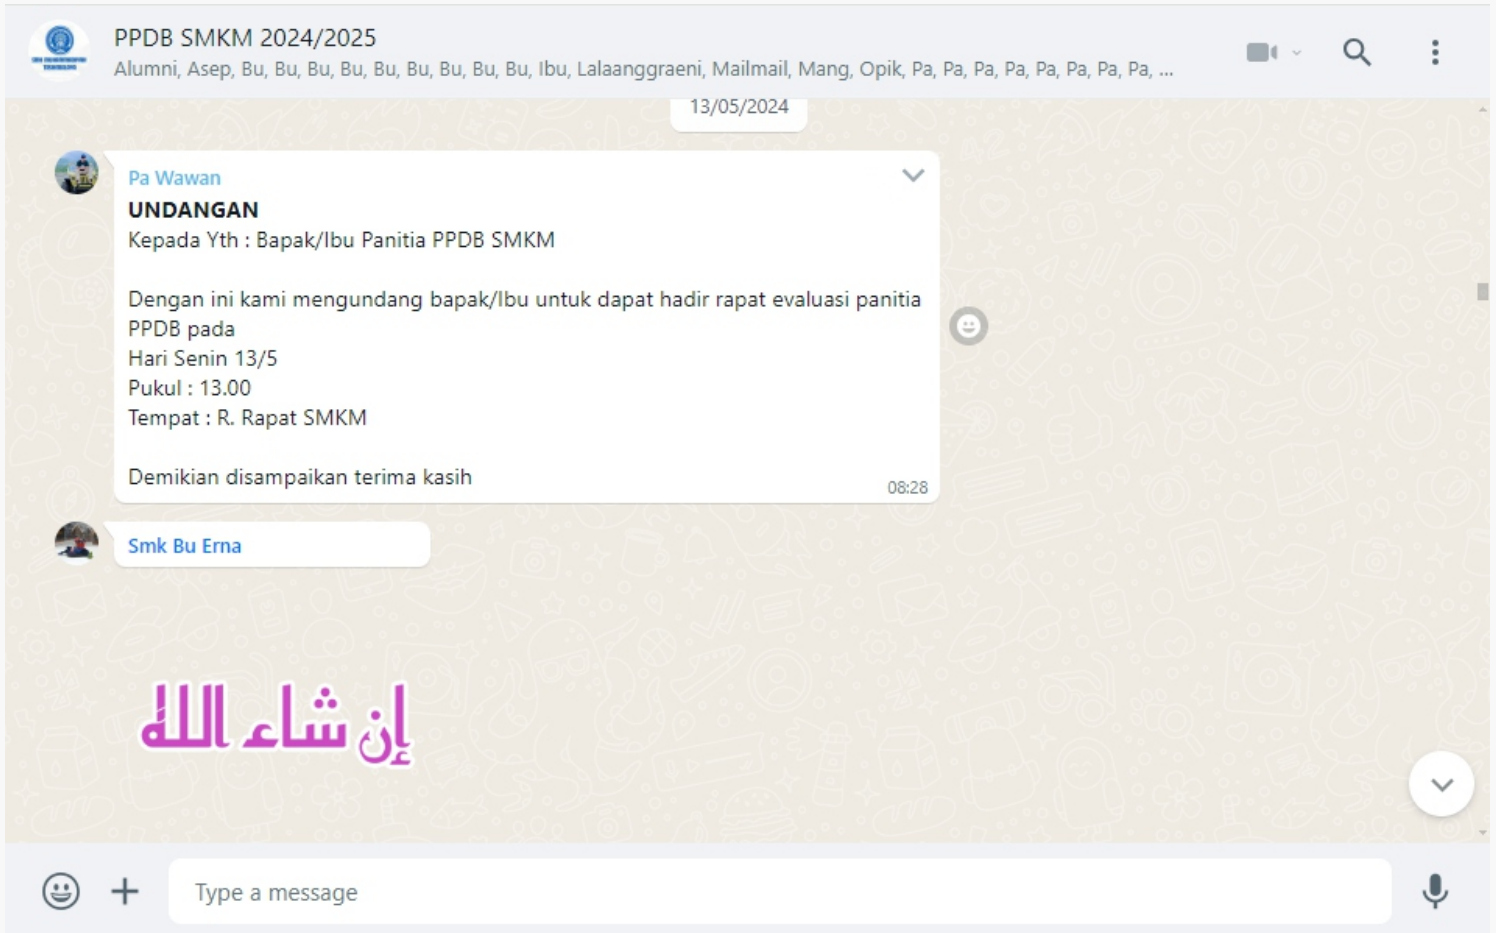 PPDB SMKM 2024/2025
Alumni, Asep, Bu, Bu, Bu, Bu, Bu, Bu, Bu, Bu, Bu, Ibu, Lalaanggraeni, Mailmail, Mang, Opik, Pa, Pa, Pa, Pa, Pa, Pa, Pa, Pa, ...
13/05/2024
Pa Wawan
UNDANGAN
Kepada Yth : Bapak/Ibu Panitia PPDB SMKM
Dengan ini kami mengundang bapak/Ibu untuk dapat hadir rapat evaluasi panitia
PPDB pada
Hari Senin 13/5
Pukul : 13.00
Tempat : R. Rapat SMKM
Demikian disampaikan terima kasih
08:28
Smk Bu Erna
إن شاء الله
Type a message